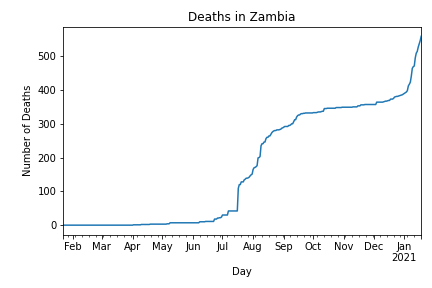 Deaths in Zambia
Number of Deaths
500
400
300
200
100
0
Feb Mar Apr May Jun Jul Aug Sep Oct Nov Dec Jan
2021
Day